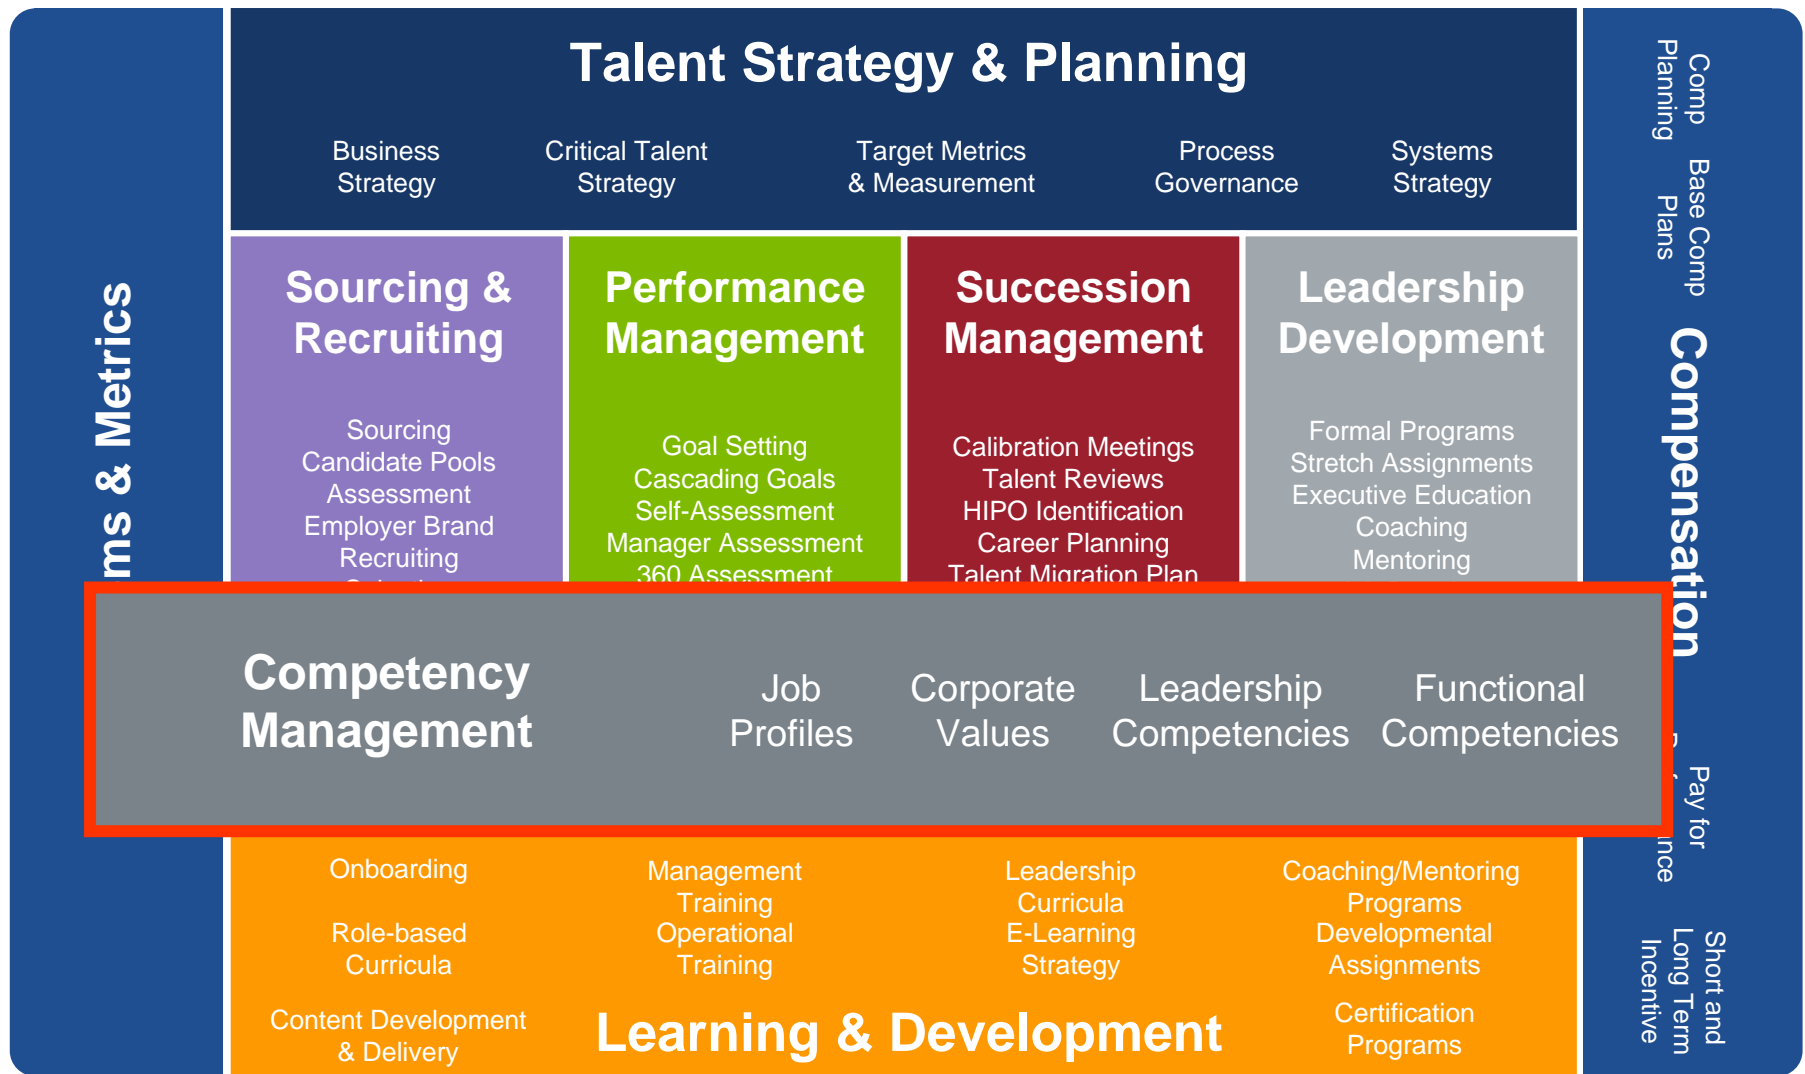 Talent Strategy & Planning
Business
Strategy
Critical Talent
Strategy
Target Metrics
& Measurement
Process
Governance
Systems
Strategy
& Metrics
Sourcing &
Recruiting
Sourcing
Candidate Pools
Assessment
Employer Brand
Recruiting
Performance
Management
Goal Setting
Cascading Goals
Self-Assessment
Manager Assessment
360 Assessment
Succession
Management
Calibration Meetings
Talent Reviews
HIPO Identification
Career Planning
Talent Migration Plan
Leadership
Development
Formal Programs
Stretch Assignments
Executive Education
Coaching
Mentoring
Comp
Planning
Base Comp
Plans
Compensation
Pay for
Short and
Long Term
Incentive
Competency
Management
Job
Profiles
Corporate
Values
Leadership
Competencies
Functional
Competencies
Onboarding
Role-based
Curricula
Content Development
& Delivery
Management
Training
Operational
Training
Leadership
Curricula
E-Learning
Strategy
Coaching/Mentoring
Programs
Developmental
Assignments
Certification
Programs
Learning & Development